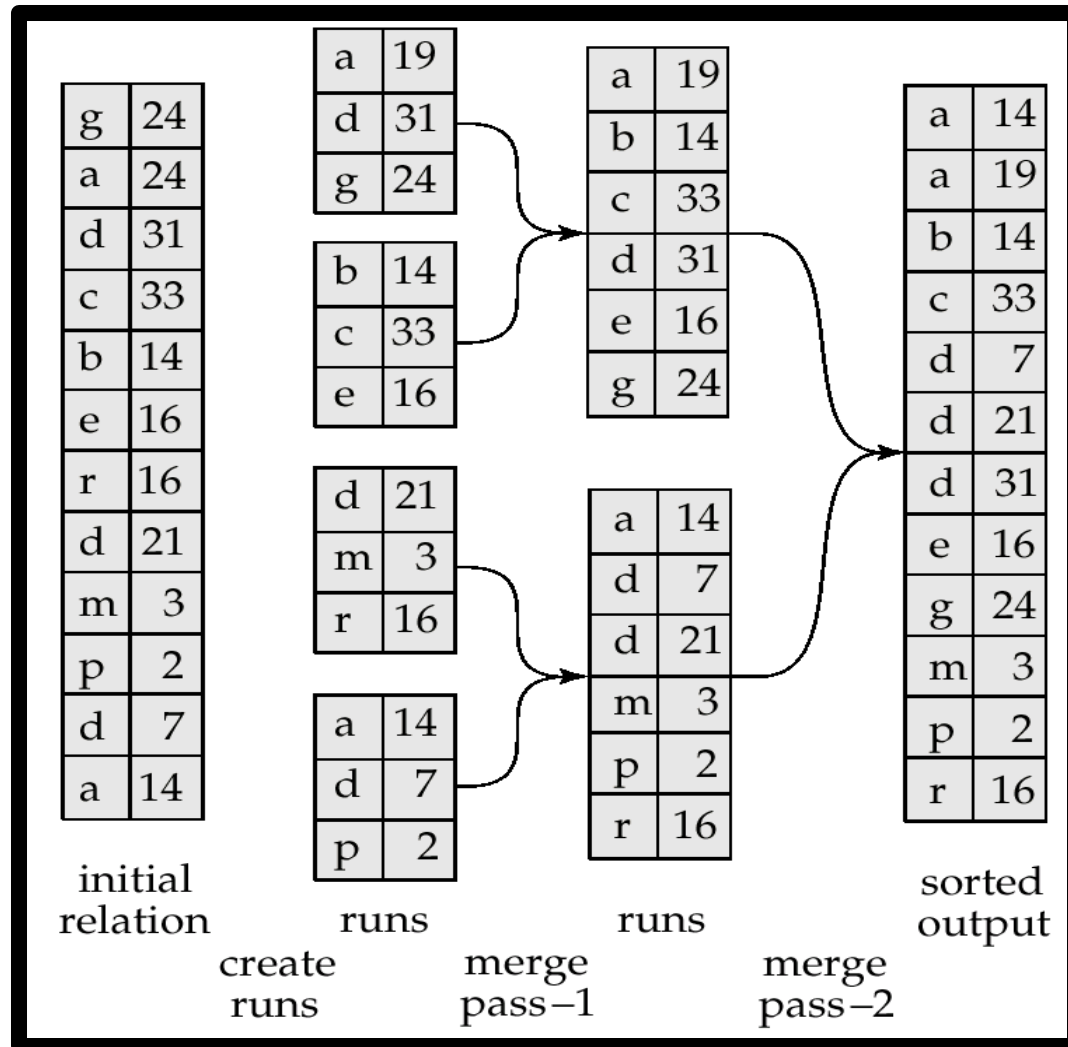 g 24
a 24
d 31
c 33
b 14
e 16
r 16
d 21
m 3
p 2
d 7
a 14
initial
relation
create
runs
a 19
d 31
g 24
b 14
c 33
e 16
d 21
m 3
r 16
a 14
d 7
p 2
runs
merge
pass–1
a 19
b 14
c 33
d 31
e 16
g 24
a 14
d 7
d 21
m 3
p 2
r 16
runs
merge
pass–2
a 14
a 19
b 14
c 33
d 7
d 21
d 31
e 16
g 24
m 3
p 2
r 16
sorted
output